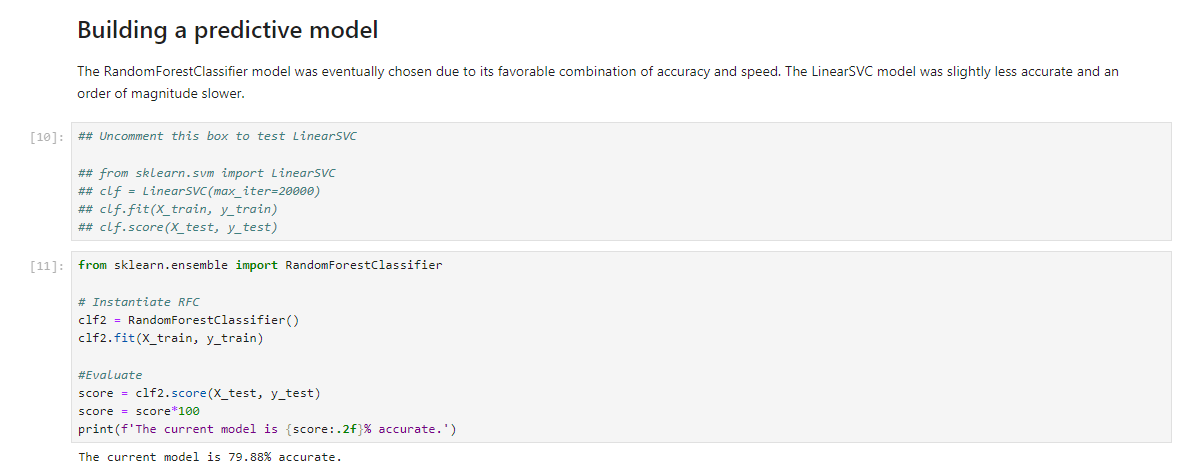 Building a predictive model
The RandomForestClassifier model was eventually chosen due to its favorable combination of accuracy and speed. The LinearSVC model was slightly less accurate and an
order of magnitude slower.
[10]:
## Uncomment this box to test LinearSVC
## from sklearn.svm import LinearSVC
## clf = LinearSVC(max_iter=20000)
## clf.fit(X_train, y_train)
## clf.score(X_test, y_test)
[11]:
from sklearn.ensemble import RandomForestClassifier
# Instantiate RFC
clf2 = RandomForestClassifier()
clf2.fit(X_train, y_train)
#Evaluate
score = clf2.score(X_test, y_test)
score = score*100
print(f'The current model is {score:.2f}% accurate.')
The current model is 79.88% accurate.